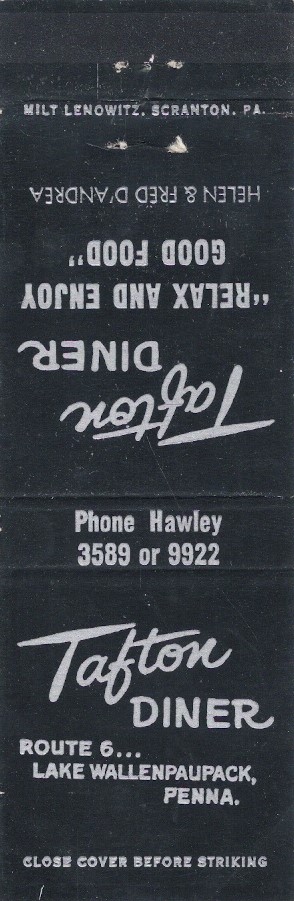 MILT LENOWITZ, SCRANTON, PA.
Tafton
DINER
"RELAX AND ENJOY
GOOD FOOD"
HELEN & FRED D'ANDREA
Phone Hawley
3589 or 9922
Tafton
DINER
ROUTE 6...
LAKE WALLENPAUPACK,
PENNA.
CLOSE COVER BEFORE STRIKING